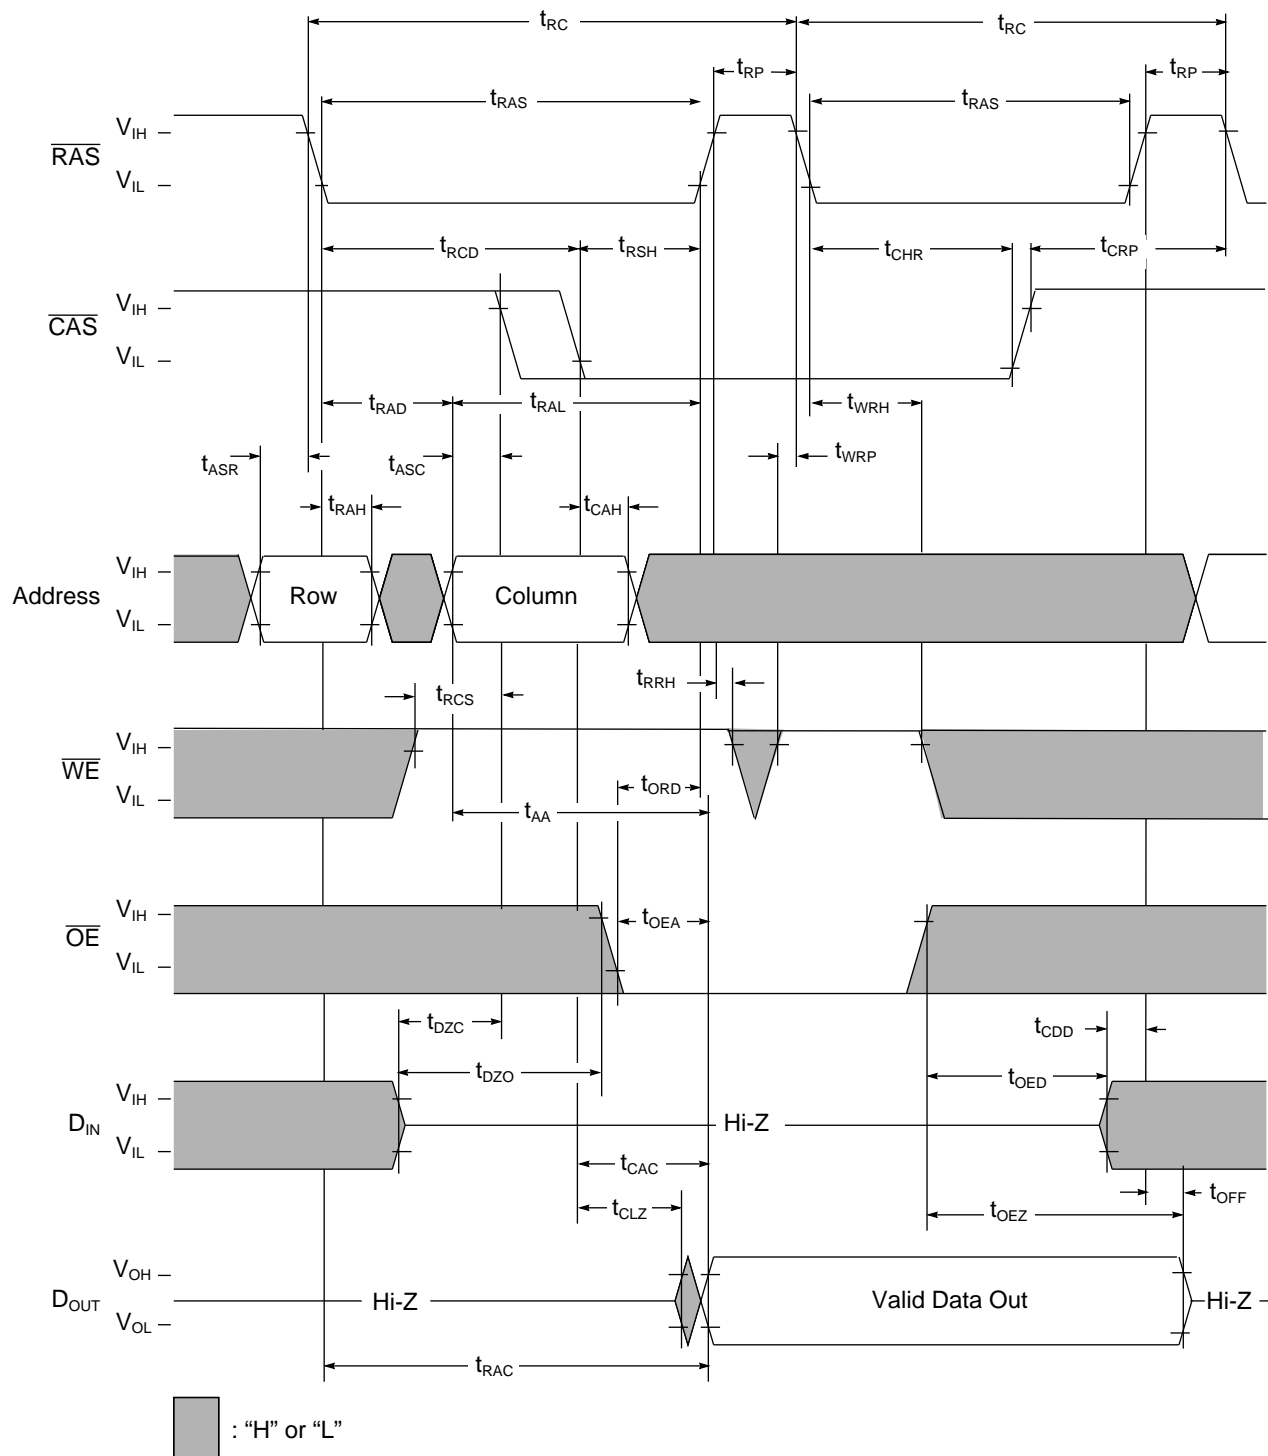 tRC tRC
tRP tRP
tRAS tRAS
VIH
RAS
VIL
tRCD tRSH tCHR tCRP
VIH
CAS
VIL
tRAD tRAL tWRH
tASR tASC tWRP
tRAH tCAH
VIH
Address Row Column
VIL
tRRH
tRCS
VIH
WE
VIL
tORD
tAA
VIH
OE tOEA
VIL
tDZC tCDD
tDZO tOED
VIH
DIN Hi-Z
VIL
tCAC
tCLZ tOEZ tOFF
VOH
DOUT Hi-Z Valid Data Out Hi-Z
VOL
tRAC
: “H” or “L”